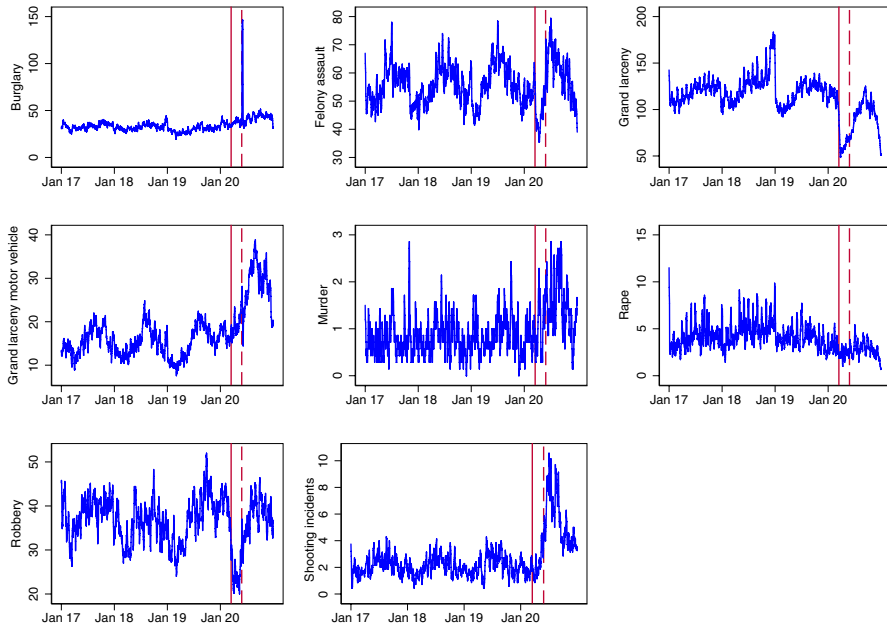 Burglary
150
100
50
0
Jan 17 Jan 18 Jan 19 Jan 20
Felony assault
80
70
60
50
40
30
Jan 17 Jan 18 Jan 19 Jan 20
Grand larceny
200
150
100
50
Jan 17 Jan 18 Jan 19 Jan 20
Grand larceny motor vehicle
40
30
20
10
Jan 17 Jan 18 Jan 19 Jan 20
Murder
3
2
1
0
Jan 17 Jan 18 Jan 19 Jan 20
Rape
15
10
5
0
Jan 17 Jan 18 Jan 19 Jan 20
Robbery
50
40
30
20
Jan 17 Jan 18 Jan 19 Jan 20
Shooting incidents
10
8
6
4
2
0
Jan 17 Jan 18 Jan 19 Jan 20